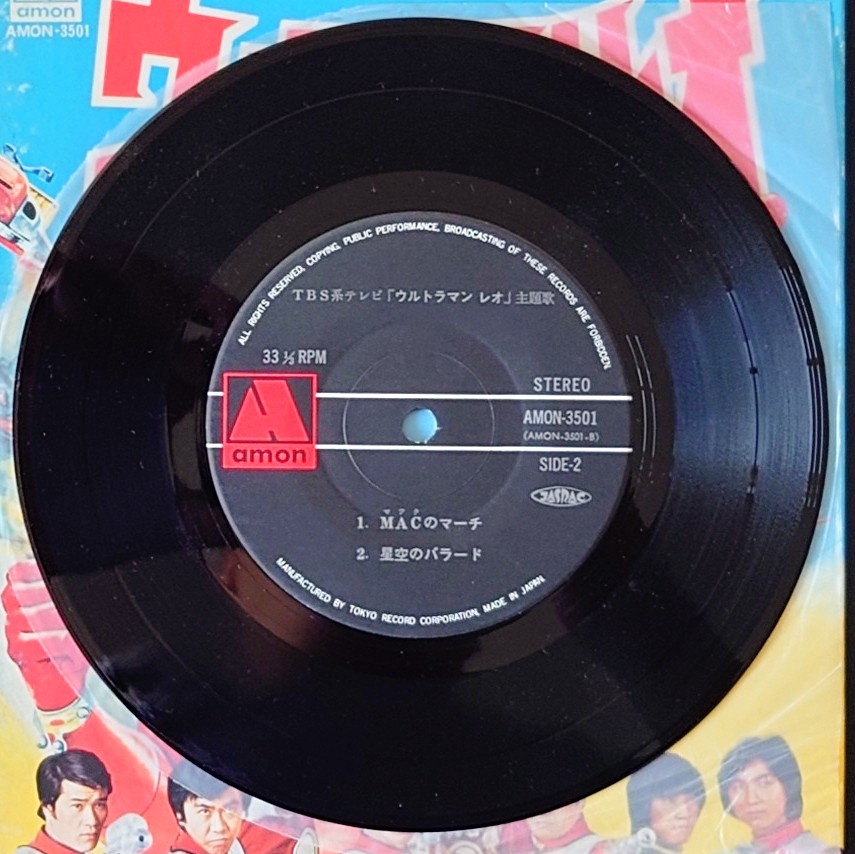 amon
AMON-3501
ALL RIGHTS RESERVED, COPYING, PUBLIC PERFORMANCE, BROADCASTING OF THESE RECORDS ARE FORBIDDEN.
TBS系テレビ「ウルトラマン レオ」主題歌
33 ⅓ RPM
STEREO
AMON-3501
(AMON-3501-B)
amon
SIDE-2
JASRAC
マック
1. MACのマーチ
2. 星空のバラード
MANUFACTURED BY TOKYO RECORD CORPORATION, MADE IN JAPAN.